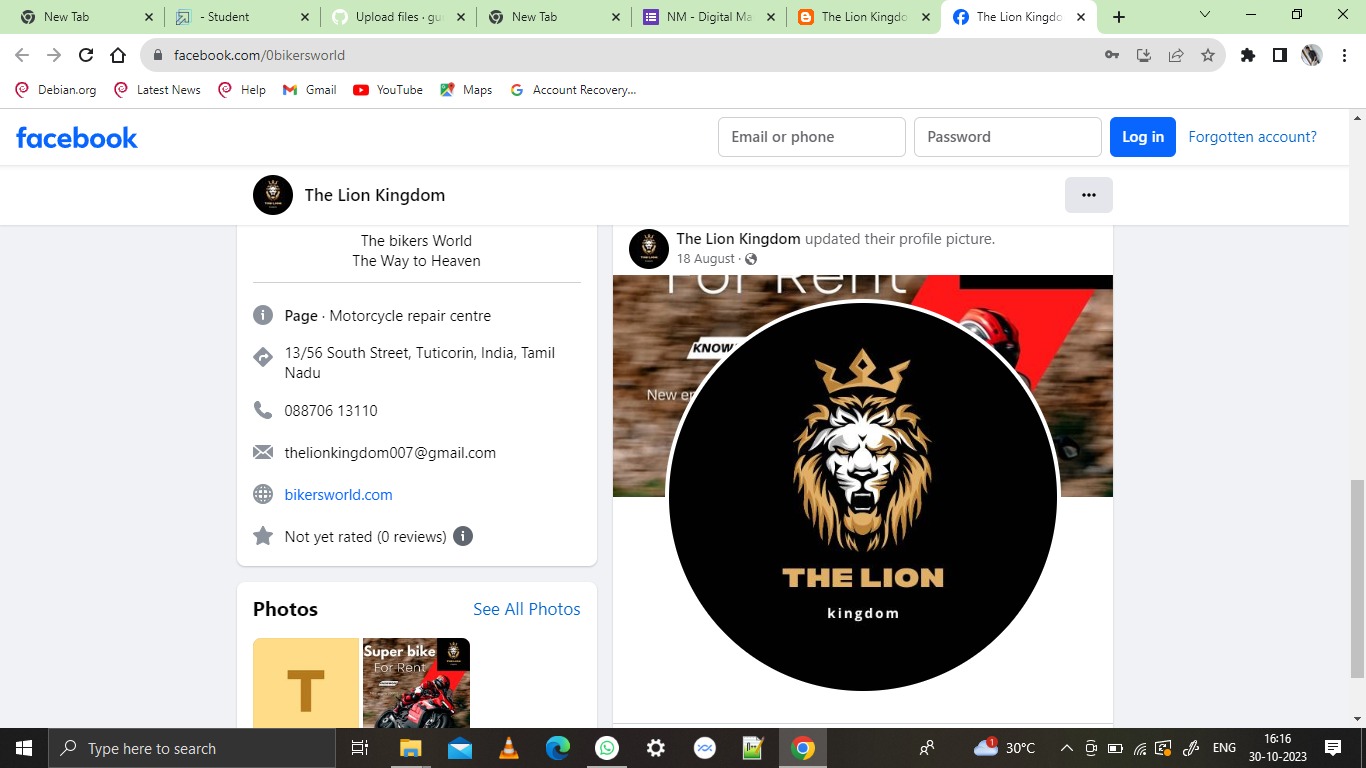 New Tab
- Student
Upload files · gu
New Tab
NM - Digital Ma
The Lion Kingdo
The Lion Kingdo
facebook.com/0bikersworld
Debian.org
Latest News
Help
Gmail
YouTube
Maps
Account Recovery...
facebook
Email or phone
Password
Log in
Forgotten account?
The Lion Kingdom
The bikers World
The Way to Heaven
Page · Motorcycle repair centre
13/56 South Street, Tuticorin, India, Tamil
Nadu
088706 13110
thelionkingdom007@gmail.com
bikersworld.com
Not yet rated (0 reviews)
Photos
See All Photos
T
Super bike
For Rent
The Lion Kingdom updated their profile picture.
18 August ·
For Rent
KNOW
New en
THE LION
kingdom
Type here to search
1
30°C
ENG
16:16
30-10-2023